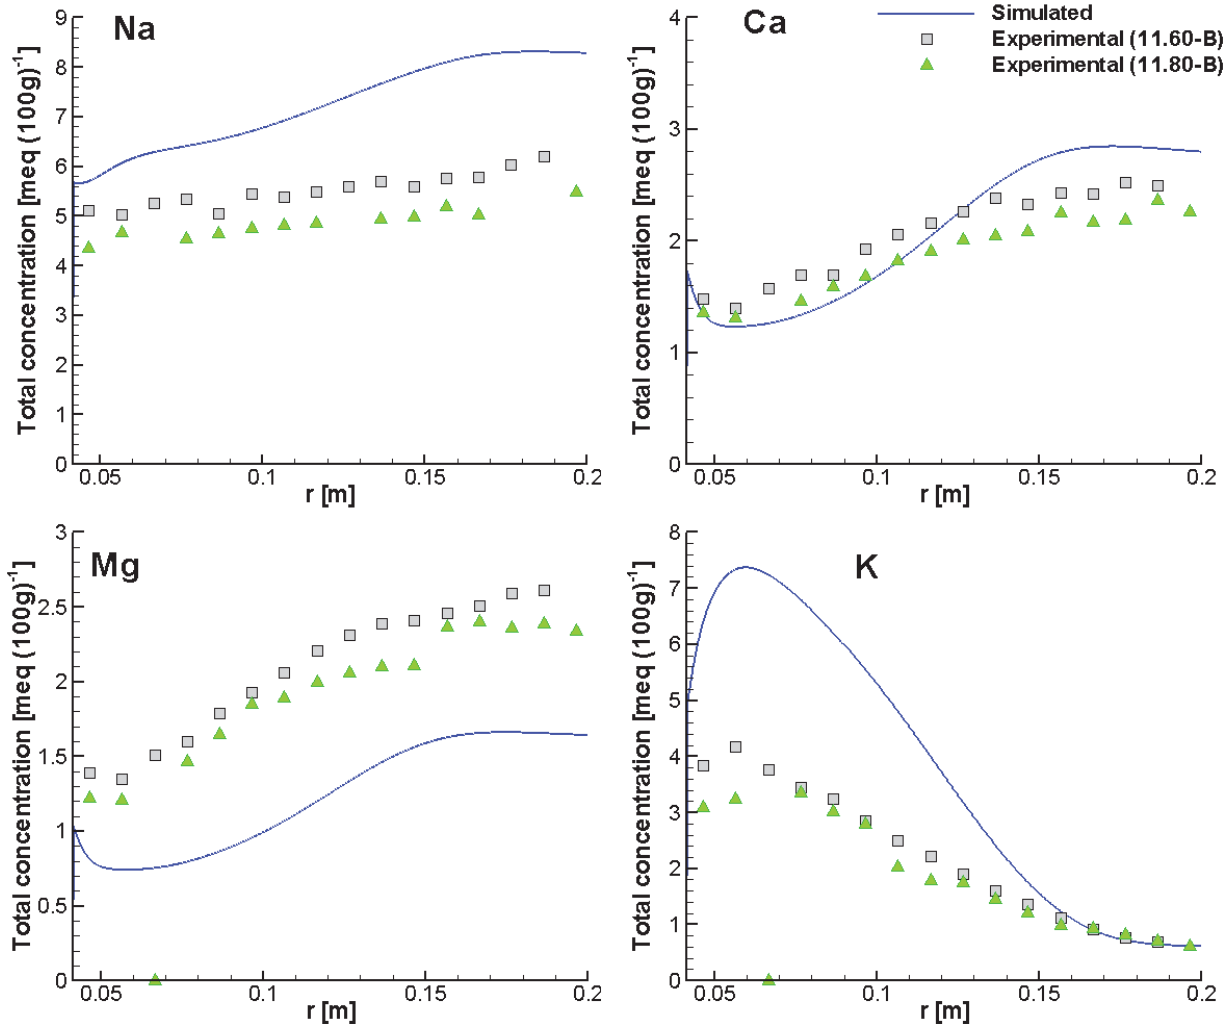 Na
Total concentration [meq (100g)⁻¹]
9
8
7
6
5
4
3
2
1
0
0.05 0.1 0.15 0.2
r [m]
Ca
Simulated
Experimental (11.60-B)
Experimental (11.80-B)
Total concentration [meq (100g)⁻¹]
4
3
2
1
0
0.05 0.1 0.15 0.2
r [m]
Mg
Total concentration [meq (100g)⁻¹]
3
2.5
2
1.5
1
0.5
0
0.05 0.1 0.15 0.2
r [m]
K
Total concentration [meq (100g)⁻¹]
8
7
6
5
4
3
2
1
0
0.05 0.1 0.15 0.2
r [m]